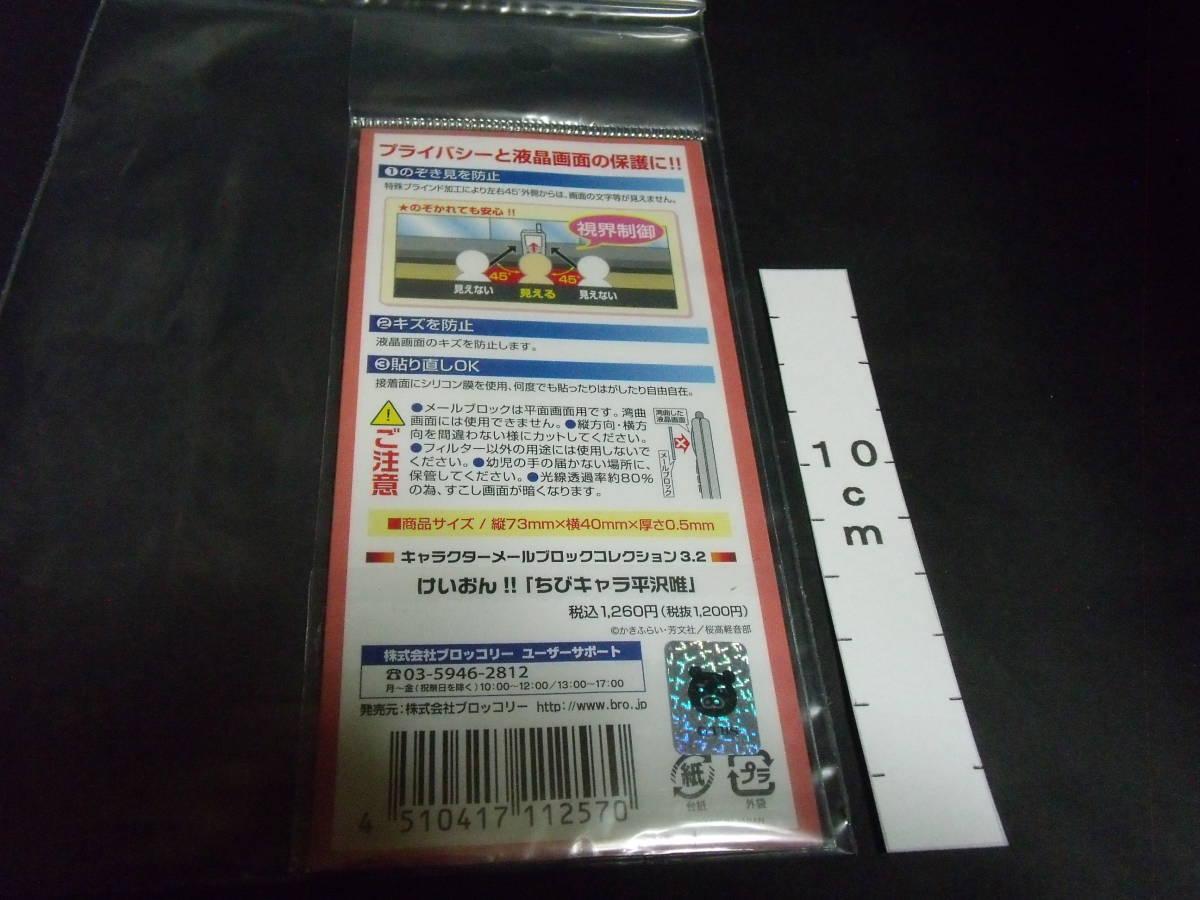 プライバシーと液晶画面の保護に!!
①のぞき見を防止
特殊ブラインド加工により左右45°外側からは、画面の文字等が見えません。
★のぞかれても安心!!
視界制御
45° 45°
見えない 見える 見えない
②キズを防止
液晶画面のキズを防止します。
③貼り直しOK
接着面にシリコン膜を使用、何度でも貼ったりはがしたり自由自在。
ご注意
●メールブロックは平面画面用です。湾曲
画面には使用できません。●縦方向・横方
向を間違わない様にカットしてください。
●フィルター以外の用途には使用しないで
ください。●幼児の手の届かない場所に、
保管してください。●光線透過率約80%
の為、すこし画面が暗くなります。
湾曲した
液晶画面
メールブロック
■商品サイズ / 縦73mm×横40mm×厚さ0.5mm
キャラクターメールブロックコレクション3.2
けいおん!!「ちびキャラ平沢唯」
税込1,260円(税抜1,200円)
©かきふらい・芳文社/桜高軽音部
株式会社ブロッコリー ユーザーサポート
☎03-5946-2812
月~金(祝祭日を除く)10:00~12:00/13:00~17:00
発売元:株式会社ブロッコリー http://www.bro.jp
紙
台紙
プラ
外袋
4 510417 112570
10
cm